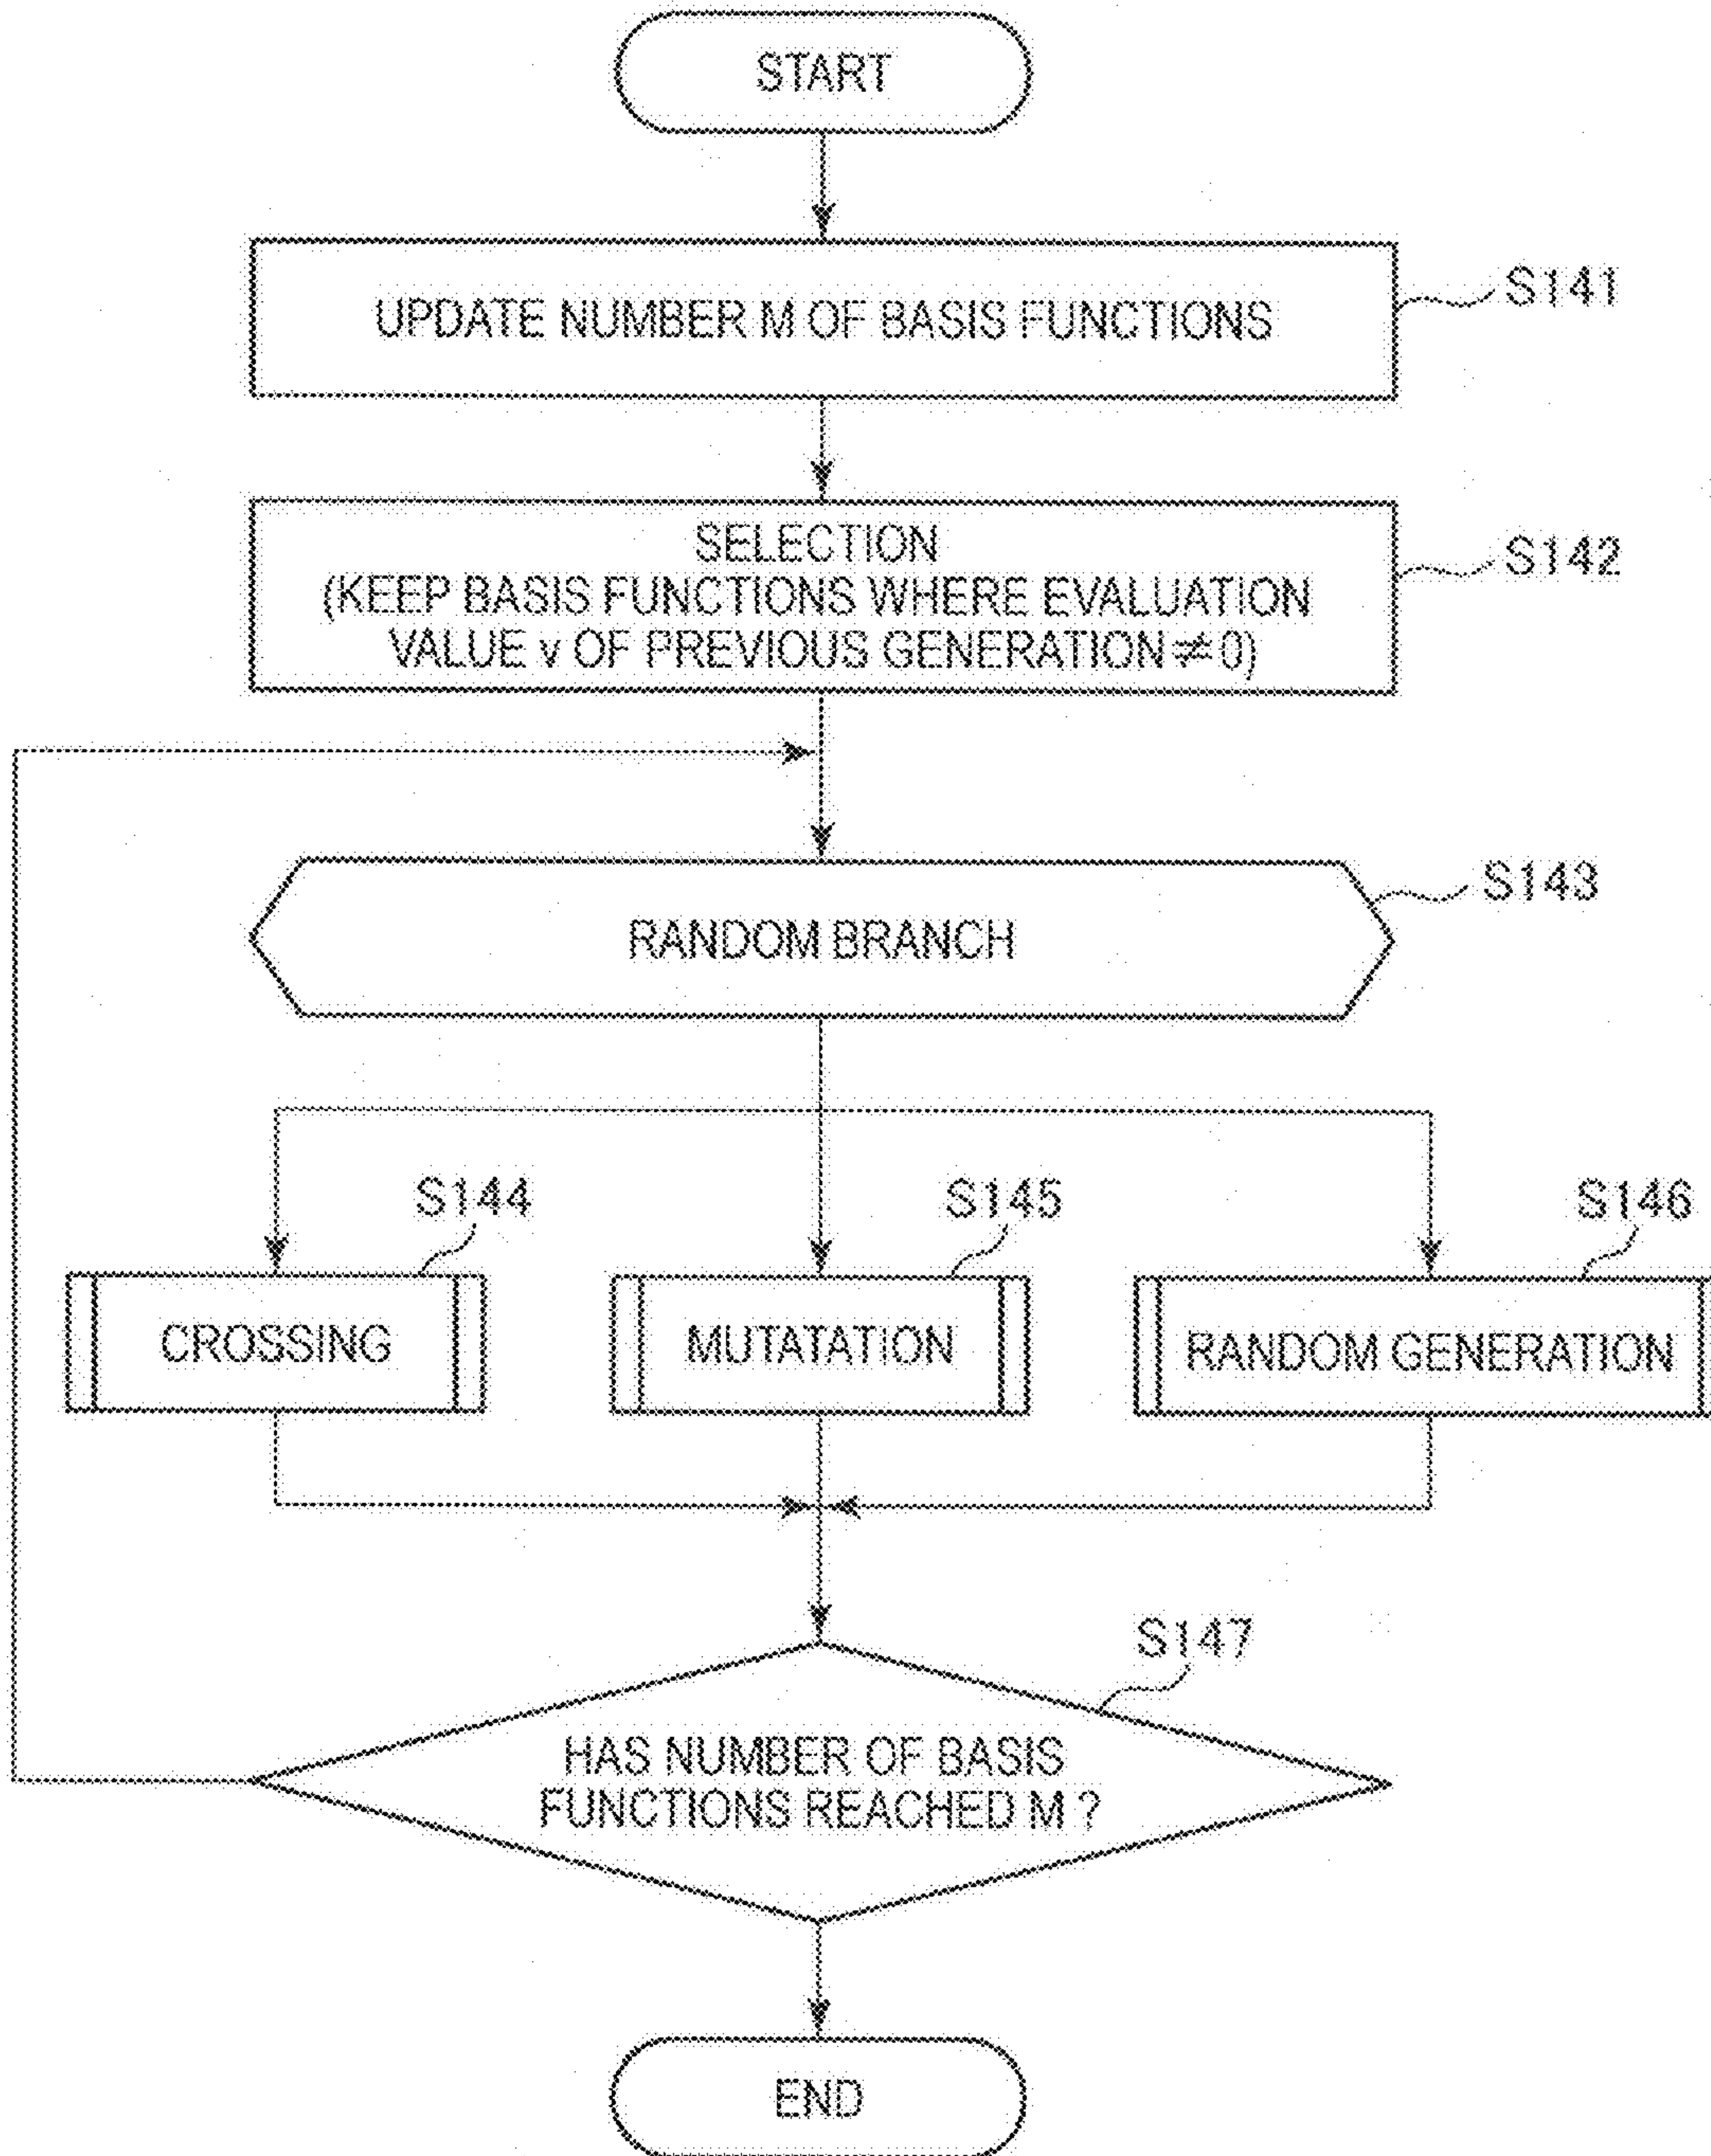 START
UPDATE NUMBER M OF BASIS FUNCTIONS
S141
SELECTION
(KEEP BASIS FUNCTIONS WHERE EVALUATION
VALUE v OF PREVIOUS GENERATION ≠ 0)
S142
RANDOM BRANCH
S143
S144
CROSSING
S145
MUTATATION
S146
RANDOM GENERATION
S147
HAS NUMBER OF BASIS
FUNCTIONS REACHED M ?
END